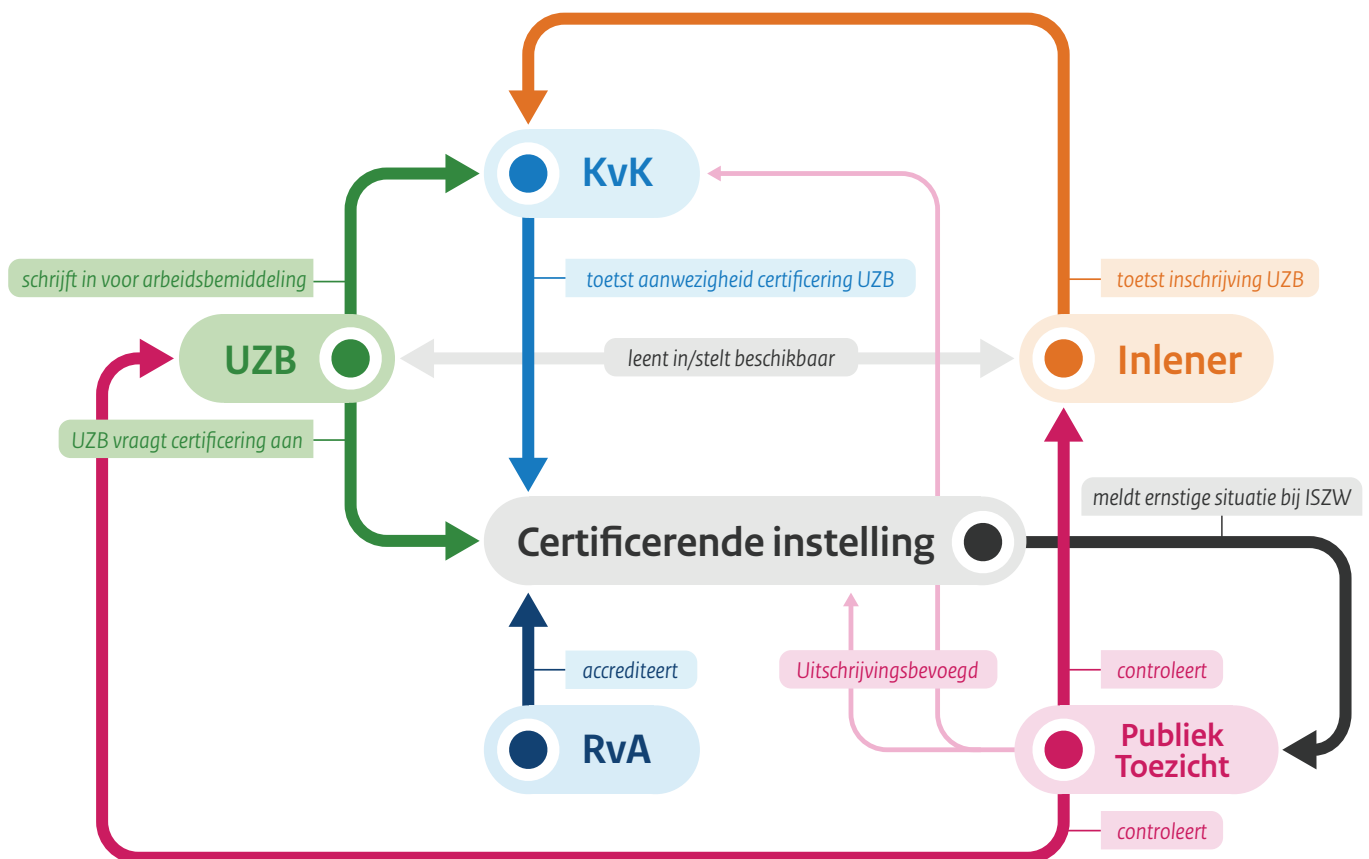 KvK
schrijft in voor arbeidsbemiddeling
toetst aanwezigheid certificering UZB
toetst inschrijving UZB
UZB
leent in/stelt beschikbaar
Inlener
UZB vraagt certificering aan
meldt ernstige situatie bij ISZW
Certificerende instelling
accrediteert
Uitschrijvingsbevoegd
controleert
RvA
Publiek
Toezicht
controleert